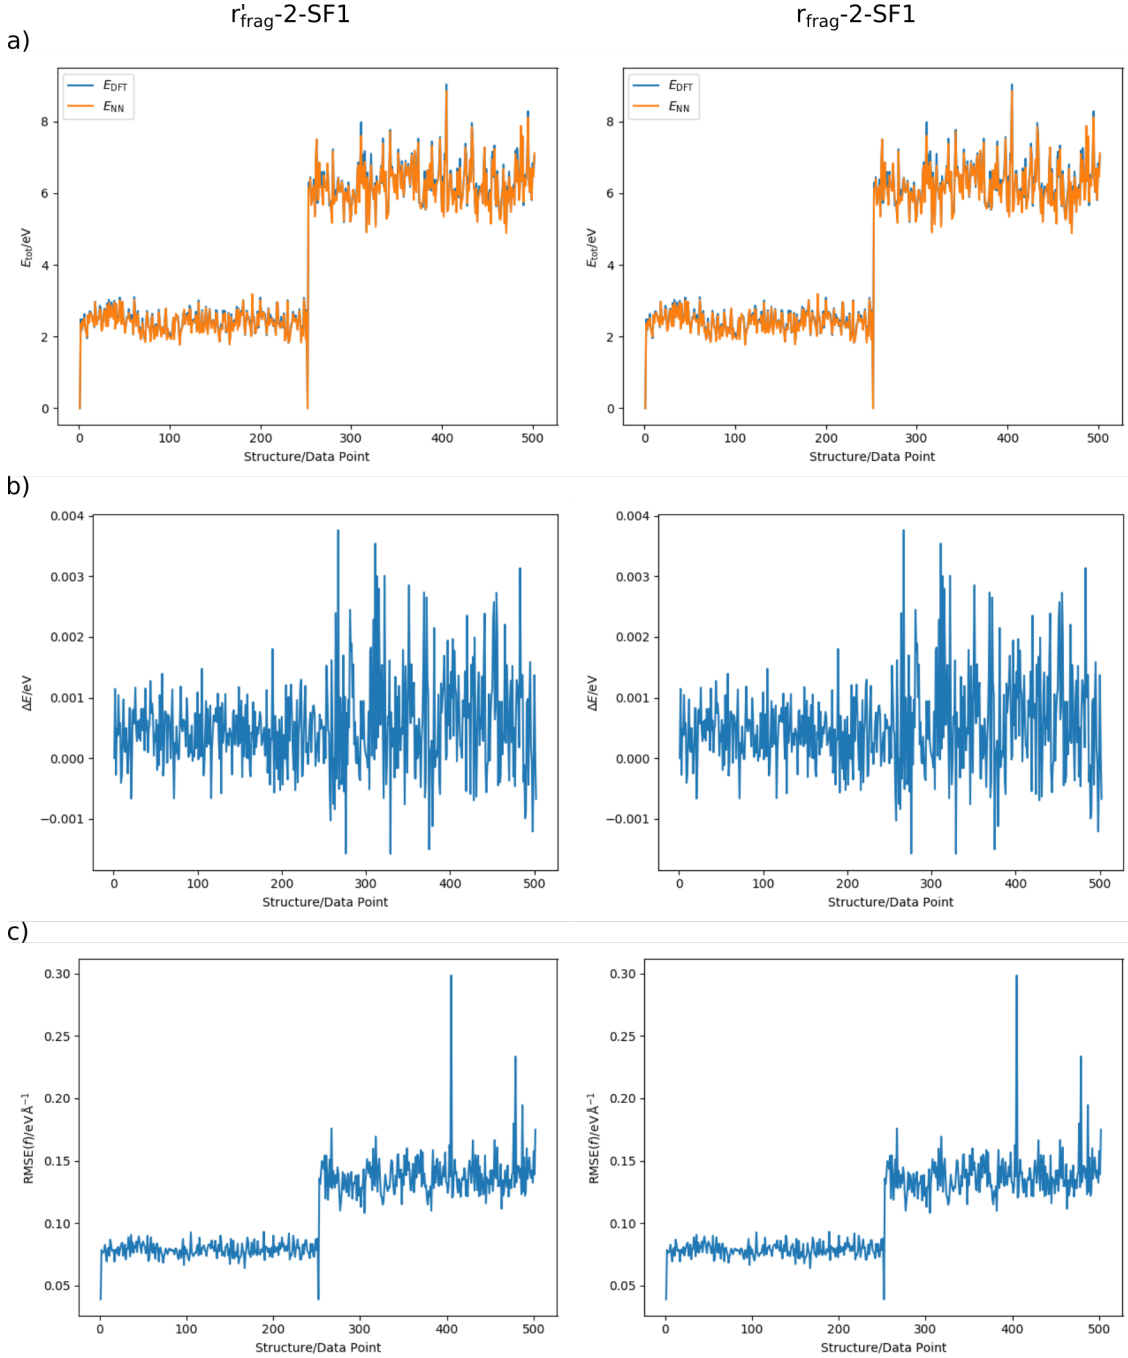 r'frag-2-SF1
rfrag-2-SF1
a)
EDFT
ENN
8
6
4
2
0
Etot/eV
0 100 200 300 400 500
Structure/Data Point
EDFT
ENN
8
6
4
2
0
Etot/eV
0 100 200 300 400 500
Structure/Data Point
b)
0.004
0.003
0.002
0.001
0.000
−0.001
ΔE/eV
0 100 200 300 400 500
Structure/Data Point
0.004
0.003
0.002
0.001
0.000
−0.001
ΔE/eV
0 100 200 300 400 500
Structure/Data Point
c)
0.30
0.25
0.20
0.15
0.10
0.05
RMSE(f)/eV Å⁻¹
0 100 200 300 400 500
Structure/Data Point
0.30
0.25
0.20
0.15
0.10
0.05
RMSE(f)/eV Å⁻¹
0 100 200 300 400 500
Structure/Data Point